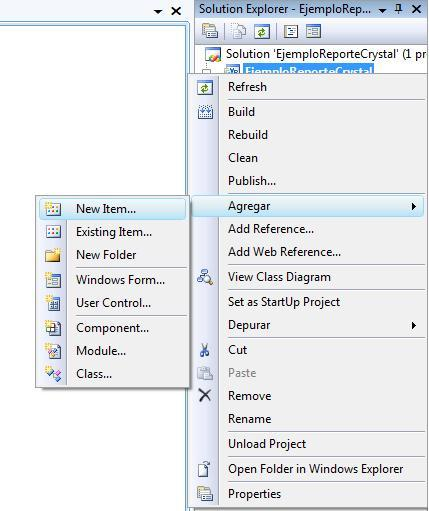 Solution Explorer - EjemploRep...
Solution 'EjemploReporteCrystal' (1 pr
EjemploReporteCrystal
Refresh
Build
Rebuild
Clean
Publish...
Agregar
Add Reference...
Add Web Reference...
View Class Diagram
Set as StartUp Project
Depurar
Cut
Paste
Remove
Rename
Unload Project
Open Folder in Windows Explorer
Properties
New Item...
Existing Item...
New Folder
Windows Form...
User Control...
Component...
Module...
Class...